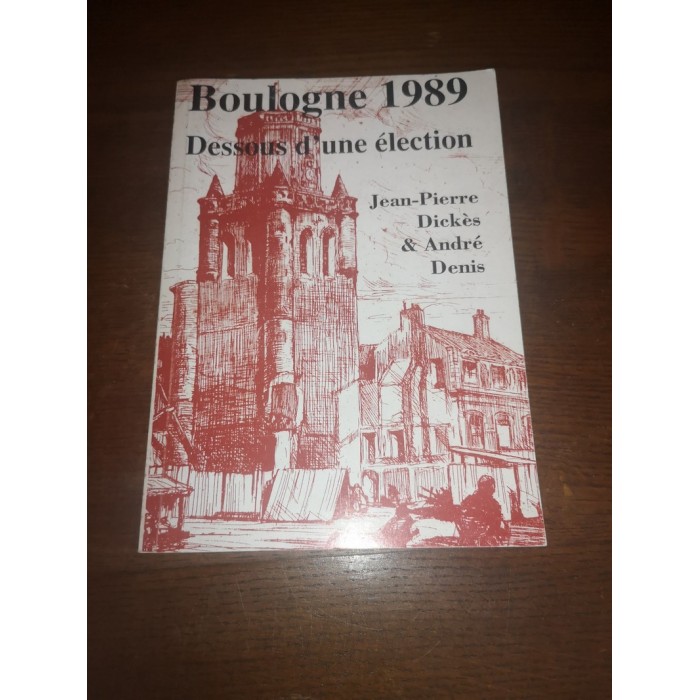 Boulogne 1989
Dessous d'une élection
Jean-Pierre
Dickès
& André
Denis